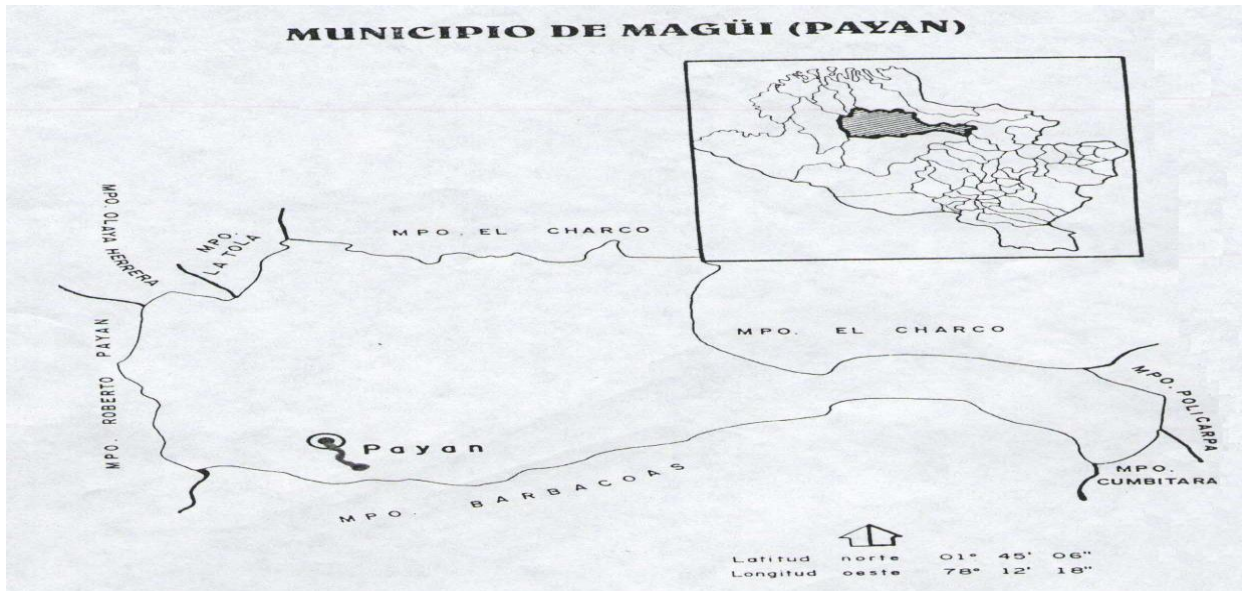 MUNICIPIO DE MAGÜI (PAYAN)
MPO. OLAYA HERRERA
MPO.
LA TOLA
MPO. EL CHARCO
MPO. EL CHARCO
MPO. ROBERTO PAYAN
MPO. POLICARPA
Payan
MPO.
CUMBITARA
MPO. BARBACOAS
Latitud norte 01° 45' 06"
Longitud oeste 78° 12' 18"